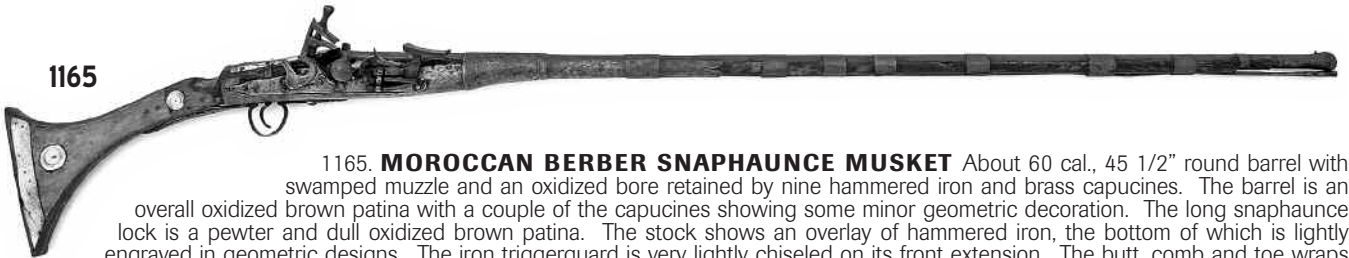 1165
1165. MOROCCAN BERBER SNAPHAUNCE MUSKET About 60 cal., 45 1/2” round barrel with
swamped muzzle and an oxidized bore retained by nine hammered iron and brass capucines. The barrel is an
overall oxidized brown patina with a couple of the capucines showing some minor geometric decoration. The long snaphaunce
lock is a pewter and dull oxidized brown patina. The stock shows an overlay of hammered iron, the bottom of which is lightly
engraved in geometric designs. The iron triggerguard is very lightly chiseled on its front extension. The butt, comb and toe wraps